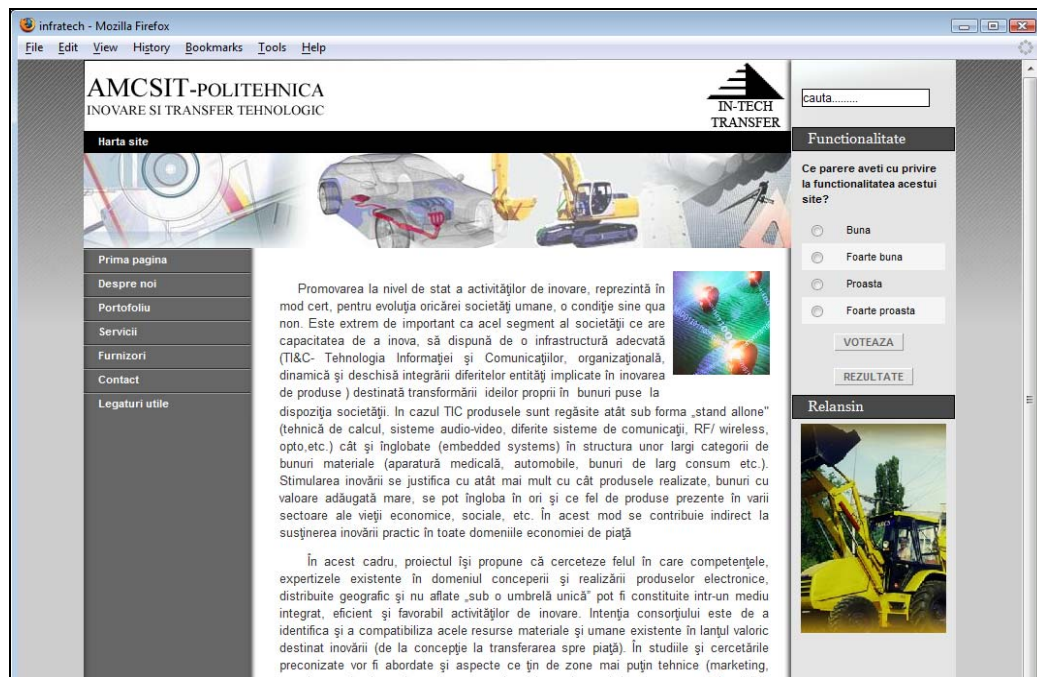 infratech - Mozilla Firefox
File Edit View History Bookmarks Tools Help
AMCSIT-POLITEHNICA
INOVARE SI TRANSFER TEHNOLOGIC
IN-TECH
TRANSFER
Harta site
Prima pagina
Despre noi
Portofoliu
Servicii
Furnizori
Contact
Legaturi utile
Promovarea la nivel de stat a activităţilor de inovare, reprezintă în
mod cert, pentru evoluţia oricărei societăţi umane, o condiţie sine qua
non. Este extrem de important ca acel segment al societăţii ce are
capacitatea de a inova, să dispună de o infrastructură adecvată
(TI&C- Tehnologia Informaţiei şi Comunicaţiilor, organizaţională,
dinamică şi deschisă integrării diferitelor entităţi implicate în inovarea
de produse ) destinată transformării ideilor proprii în bunuri puse la
dispoziţia societăţii. In cazul TIC produsele sunt regăsite atât sub forma „stand allone"
(tehnică de calcul, sisteme audio-video, diferite sisteme de comunicaţii, RF/ wireless,
opto,etc.) cât şi înglobate (embedded systems) în structura unor largi categorii de
bunuri materiale (aparatură medicală, automobile, bunuri de larg consum etc.).
Stimularea inovării se justifica cu atât mai mult cu cât produsele realizate, bunuri cu
valoare adăugată mare, se pot îngloba în ori şi ce fel de produse prezente în varii
sectoare ale vieţii economice, sociale, etc. În acest mod se contribuie indirect la
susţinerea inovării practic în toate domeniile economiei de piaţă
În acest cadru, proiectul îşi propune că cerceteze felul în care competenţele,
expertizele existente în domeniul conceperii şi realizării produselor electronice,
distribuite geografic şi nu aflate „sub o umbrelă unică” pot fi constituite intr-un mediu
integrat, eficient şi favorabil activităţilor de inovare. Intenţia consorţiului este de a
identifica şi a compatibiliza acele resurse materiale şi umane existente în lanţul valoric
destinat inovării (de la concepţie la transferarea spre piaţă). În studiile şi cercetările
preconizate vor fi abordate şi aspecte ce ţin de zone mai puţin tehnice (marketing,
cauta.........
Functionalitate
Ce parere aveti cu privire
la functionalitatea acestui
site?
Buna
Foarte buna
Proasta
Foarte proasta
VOTEAZA
REZULTATE
Relansin